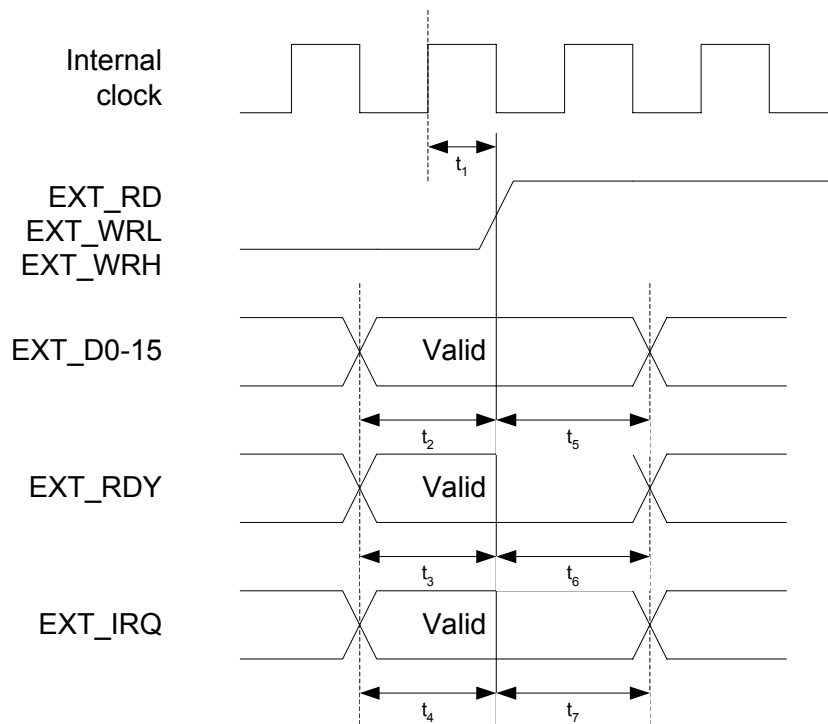 Internal
clock
t1
EXT_RD
EXT_WRL
EXT_WRH
EXT_D0-15
Valid
t2
t5
EXT_RDY
Valid
t3
t6
EXT_IRQ
Valid
t4
t7